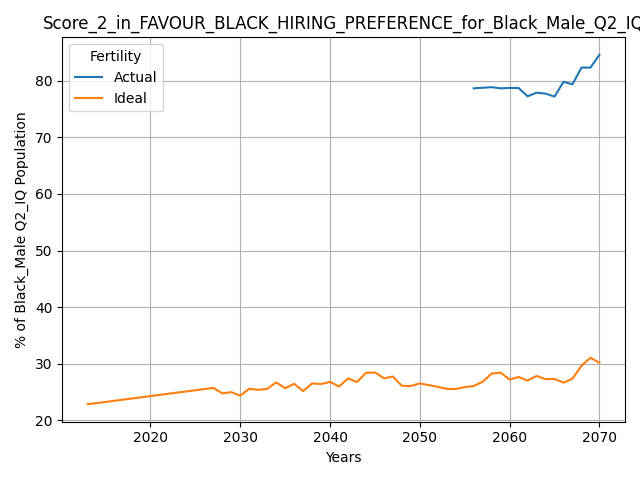 Score_2_in_FAVOUR_BLACK_HIRING_PREFERENCE_for_Black_Male_Q2_IQ
Fertility
Actual
Ideal
% of Black_Male Q2_IQ Population
80
70
60
50
40
30
20
2020 2030 2040 2050 2060 2070
Years